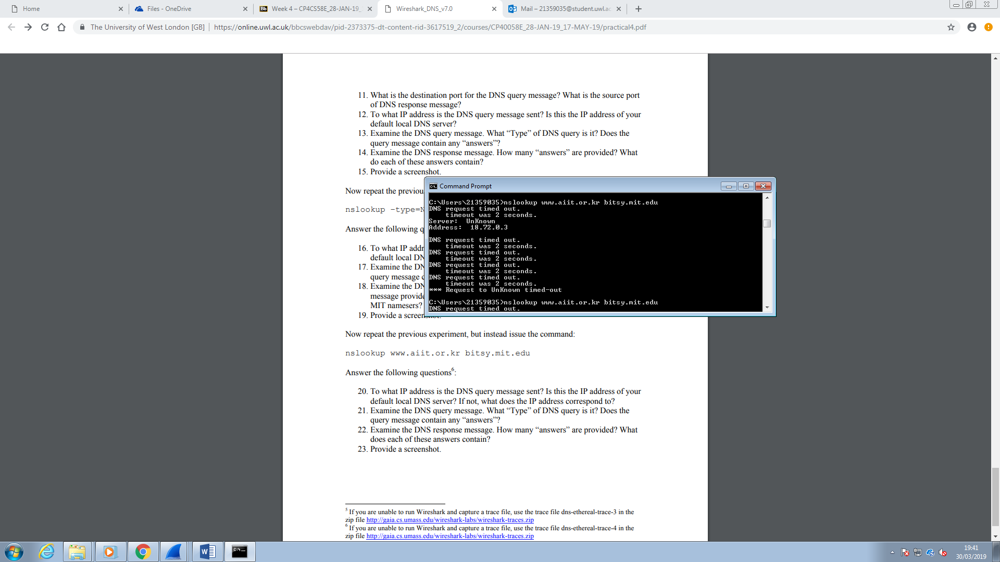 Home
Files - OneDrive
Bb Week 4 – CP4CS58E_28-JAN-19_
Wireshark_DNS_v7.0
Mail – 21359035@student.uwl.ac
The University of West London [GB] | https://online.uwl.ac.uk/bbcswebdav/pid-2373375-dt-content-rid-3617519_2/courses/CP40058E_28-JAN-19_17-MAY-19/practical4.pdf
11. What is the destination port for the DNS query message? What is the source port
of DNS response message?
12. To what IP address is the DNS query message sent? Is this the IP address of your
default local DNS server?
13. Examine the DNS query message. What “Type” of DNS query is it? Does the
query message contain any “answers”?
14. Examine the DNS response message. How many “answers” are provided? What
do each of these answers contain?
15. Provide a screenshot.
Now repeat the previou
nslookup –type=N
Answer the following q
16. To what IP addr
default local DN
17. Examine the DN
query message c
18. Examine the DN
message provide
MIT namesers?
19. Provide a screenshot.
Command Prompt
C:\Users\21359035>nslookup www.aiit.or.kr bitsy.mit.edu
DNS request timed out.
timeout was 2 seconds.
Server: UnKnown
Address: 18.72.0.3
DNS request timed out.
timeout was 2 seconds.
DNS request timed out.
timeout was 2 seconds.
DNS request timed out.
timeout was 2 seconds.
DNS request timed out.
timeout was 2 seconds.
*** Request to UnKnown timed-out
C:\Users\21359035>nslookup www.aiit.or.kr bitsy.mit.edu
DNS request timed out.
Now repeat the previous experiment, but instead issue the command:
nslookup www.aiit.or.kr bitsy.mit.edu
Answer the following questions6:
20. To what IP address is the DNS query message sent? Is this the IP address of your
default local DNS server? If not, what does the IP address correspond to?
21. Examine the DNS query message. What “Type” of DNS query is it? Does the
query message contain any “answers”?
22. Examine the DNS response message. How many “answers” are provided? What
does each of these answers contain?
23. Provide a screenshot.
5 If you are unable to run Wireshark and capture a trace file, use the trace file dns-ethereal-trace-3 in the
zip file http://gaia.cs.umass.edu/wireshark-labs/wireshark-traces.zip
6 If you are unable to run Wireshark and capture a trace file, use the trace file dns-ethereal-trace-4 in the
zip file http://gaia.cs.umass.edu/wireshark-labs/wireshark-traces.zip
19:41
30/03/2019